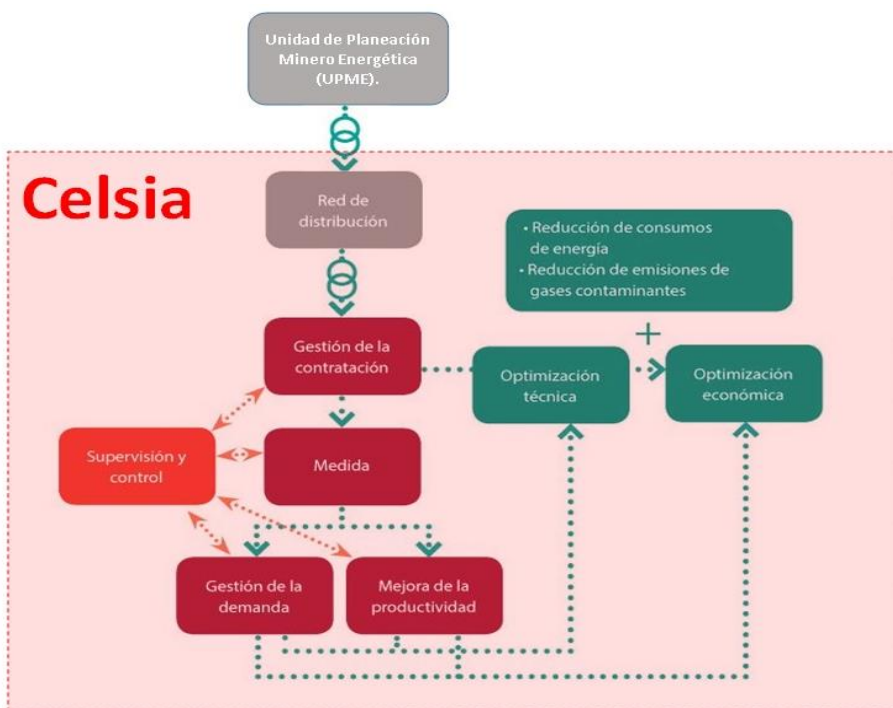 Unidad de Planeación
Minero Energética
(UPME).
Celsia
Red de
distribución
• Reducción de consumos
de energía
• Reducción de emisiones de
gases contaminantes
+
Gestión de la
contratación
Optimización
técnica
Optimización
económica
Supervisión y
control
Medida
Gestión de la
demanda
Mejora de la
productividad